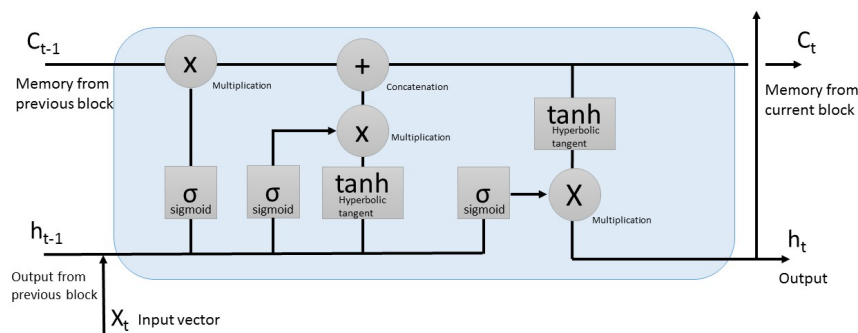 C t-1
Memory from
previous block
x
Multiplication
+
Concatenation
C t
Memory from
current block
x
Multiplication
tanh
Hyperbolic
tangent
σ
sigmoid
σ
sigmoid
tanh
Hyperbolic
tangent
σ
sigmoid
X
Multiplication
h t-1
Output from
previous block
h t
Output
X t Input vector